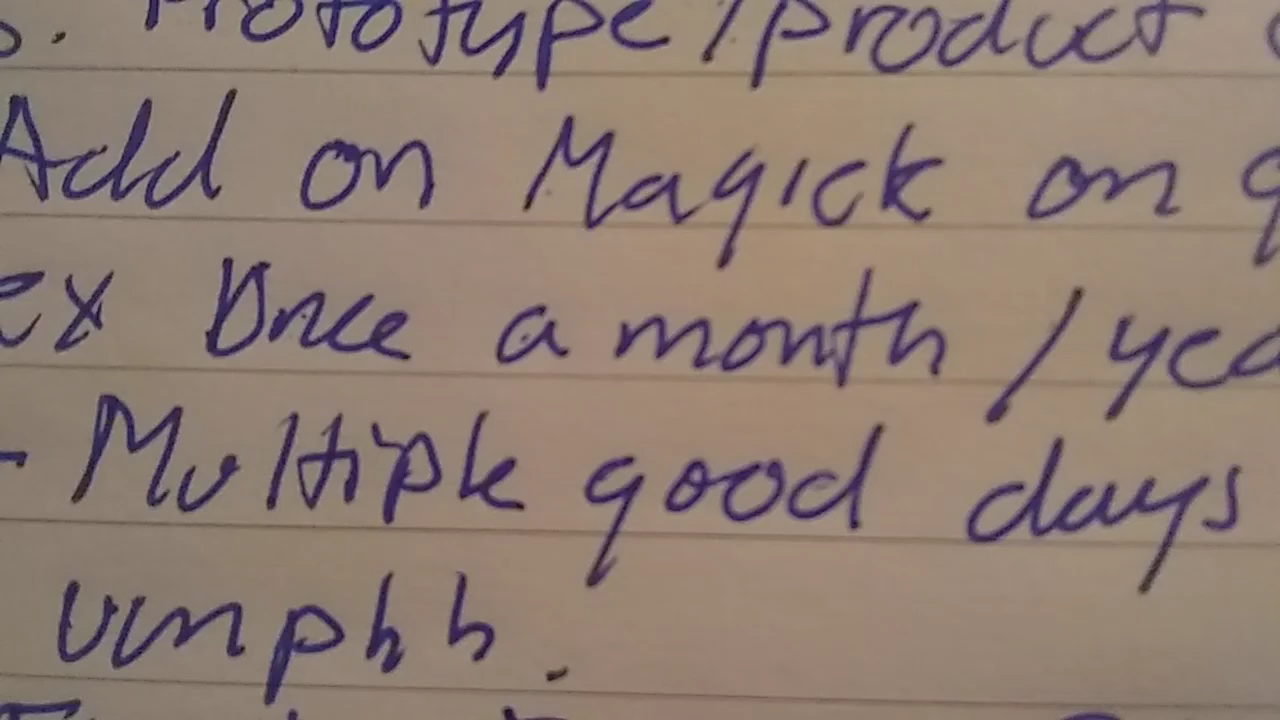 . Prototype/product
Add on Magick on
ex Once a month / yea
- Multiple good days
umphh.